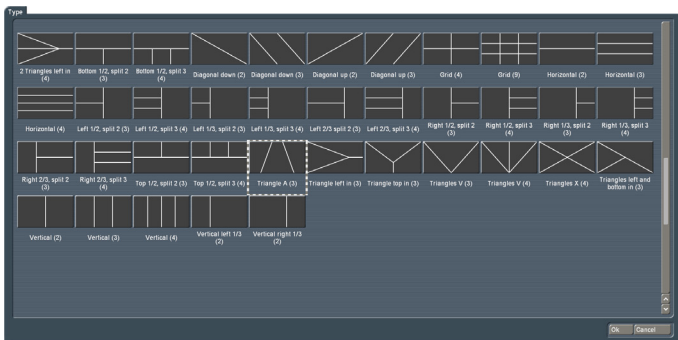 Type
2 Triangles left in (4)
Bottom 1/2, split 2 (3)
Bottom 1/2, split 3 (4)
Diagonal down (2)
Diagonal down (3)
Diagonal up (2)
Diagonal up (3)
Grid (4)
Grid (9)
Horizontal (2)
Horizontal (3)
Horizontal (4)
Left 1/2, split 2 (3)
Left 1/2, split 3 (4)
Left 1/3, split 2 (3)
Left 1/3, split 3 (4)
Left 2/3 split 2 (3)
Left 2/3, split 3 (4)
Right 1/2, split 2 (3)
Right 1/2, split 3 (4)
Right 1/3, split 2 (3)
Right 1/3, split 3 (4)
Right 2/3, split 2 (3)
Right 2/3, split 3 (4)
Top 1/2, split 2 (3)
Top 1/2, split 3 (4)
Triangle A (3)
Triangle left in (3)
Triangle top in (3)
Triangles V (3)
Triangles V (4)
Triangles X (4)
Triangles left and bottom in (3)
Vertical (2)
Vertical (3)
Vertical (4)
Vertical left 1/3 (2)
Vertical right 1/3 (2)
Ok
Cancel